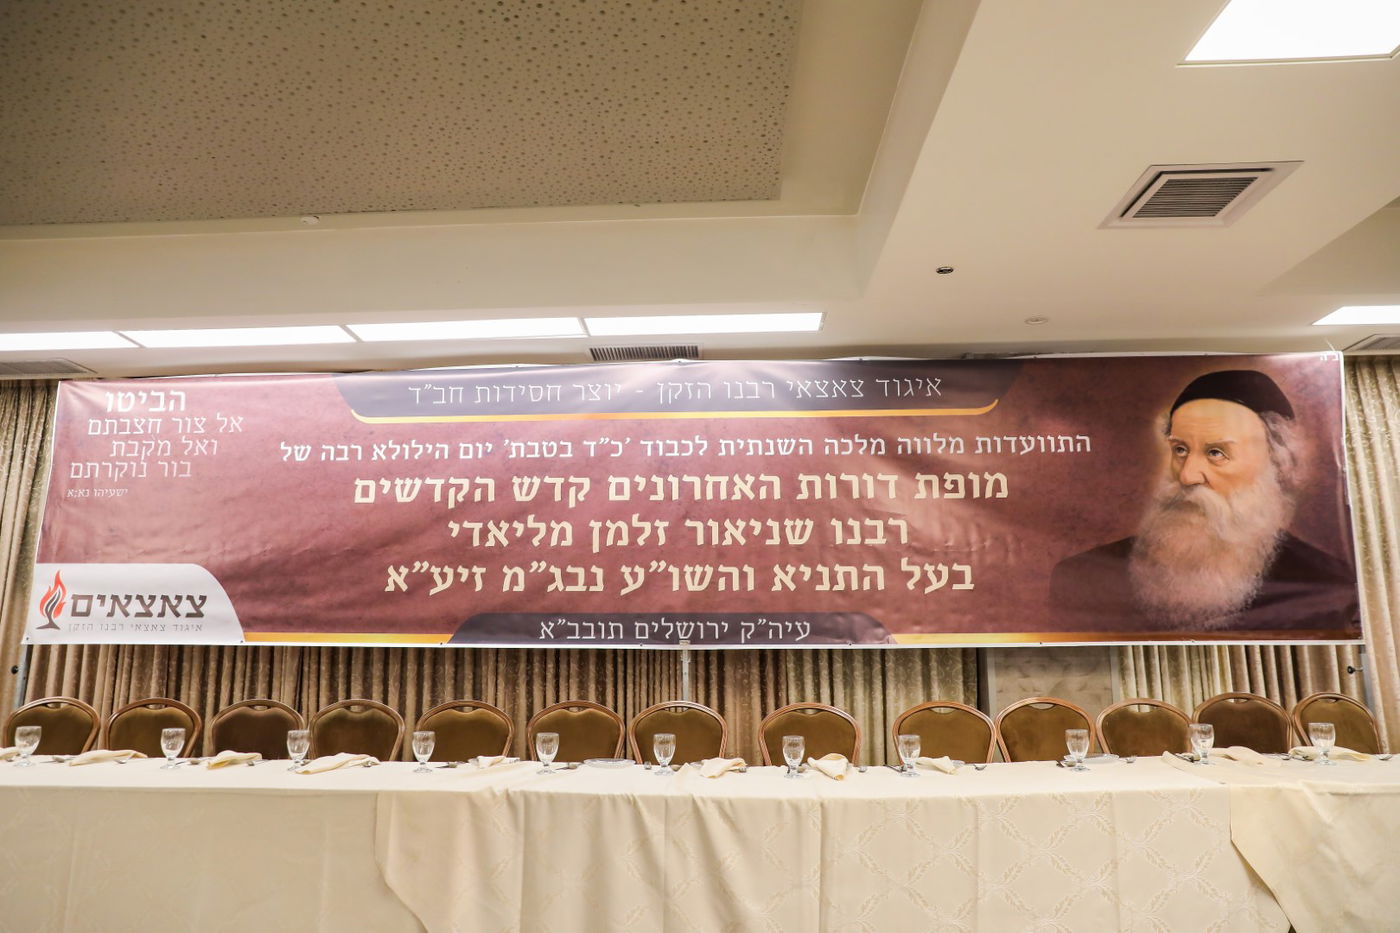 ב"ה
איגוד צאצאי רבנו הזקן - יוצר חסידות חב"ד
התוועדות מלווה מלכה השנתית לכבוד 'כ"ד בטבת' יום הילולא רבה של
מופת דורות האחרונים קדש הקדשים
רבנו שניאור זלמן מליאדי
בעל התניא והשו"ע נבג"מ זיע"א
עיה"ק ירושלים תובב"א
הביטו
אל צור חצבתם
ואל מקבת
בור נוקרתם
ישעיהו נא;א
צאצאים
איגוד צאצאי רבנו הזקן